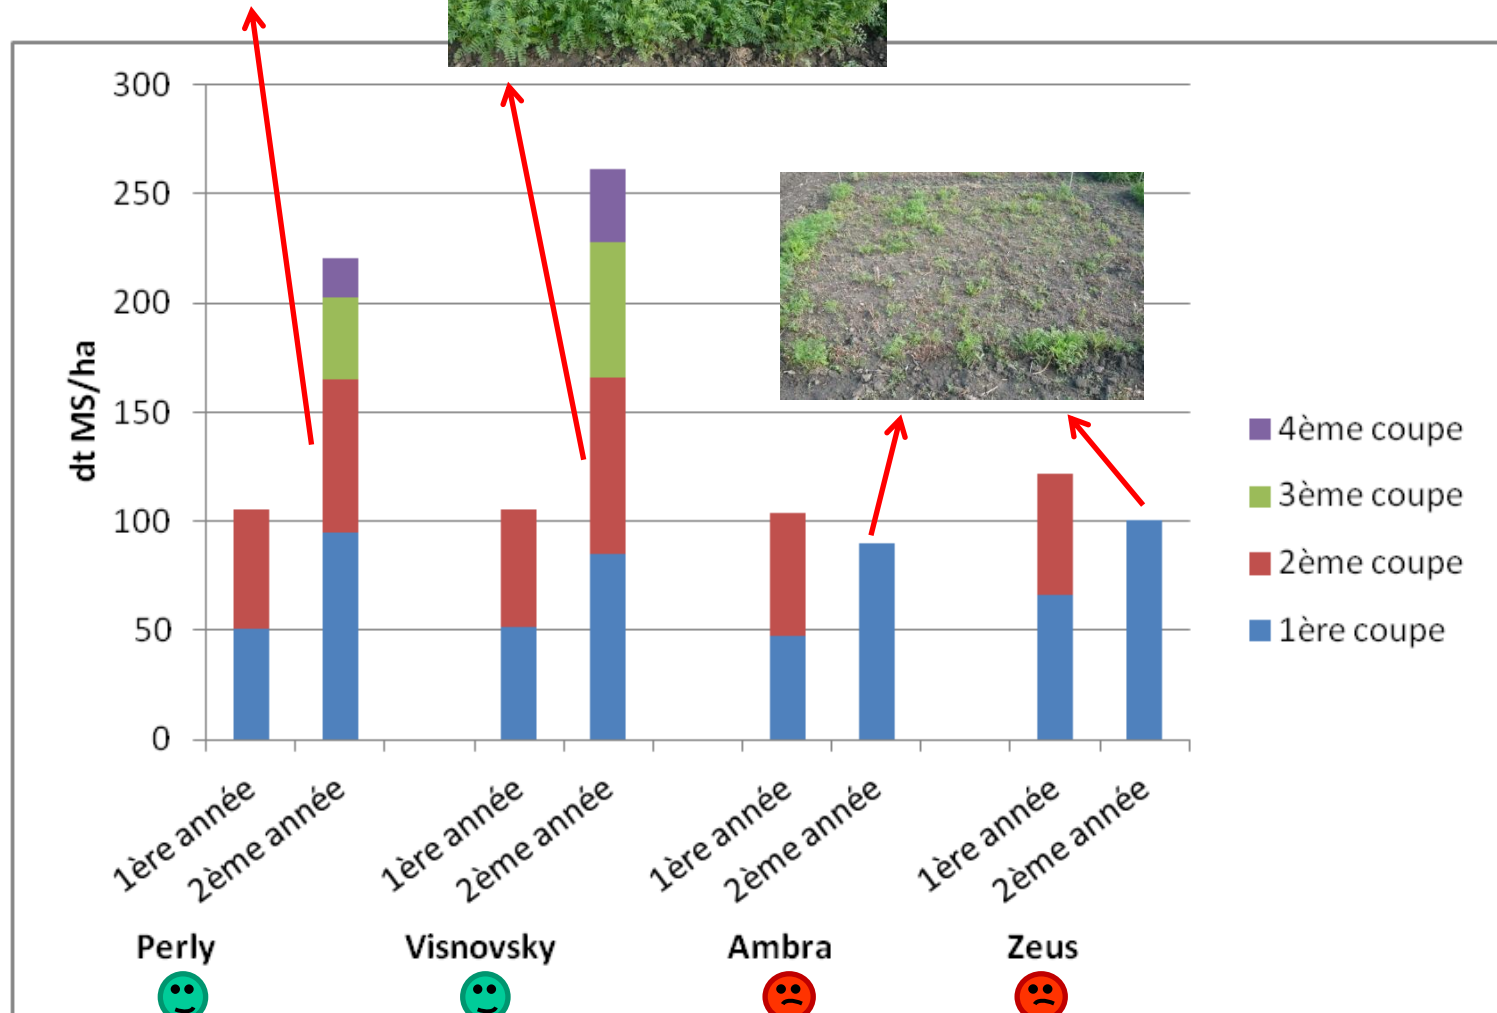 300
250
200
150
100
50
0
dt MS/ha
4ème coupe
3ème coupe
2ème coupe
1ère coupe
1ère année
2ème année
1ère année
2ème année
1ère année
2ème année
1ère année
2ème année
Perly
Visnovsky
Ambra
Zeus